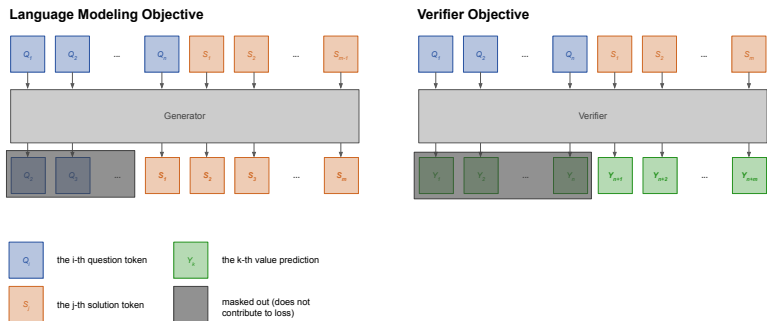 Language Modeling Objective
Q1 Q2 ... Qn S1 S2 ... Sm-1
Generator
Q2 Q3 ... S1 S2 S3 ... Sm
Verifier Objective
Q1 Q2 ... Qn S1 S2 ... Sm
Verifier
Y1 Y2 ... Yn Yn+1 Yn+2 ... Yn+m
Qi the i-th question token
Yk the k-th value prediction
Sj the j-th solution token
masked out (does not
contribute to loss)